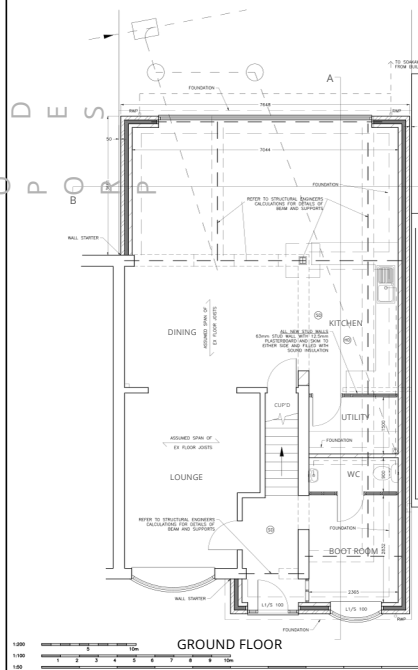 TO SOAKA
FROM BUIL
A
FOUNDATION
7648
RWP
RWP
D E S
50
7044
P O R P
B
FOUNDATION
REFER TO STRUCTURAL ENGINEERS
CALCULATIONS FOR DETAILS OF
BEAM AND SUPPORTS
WALL STARTER
DINING
ASSUMED SPAN OF
EX FLOOR JOISTS
30
KITCHEN
ALL NEW STUD WALLS
63mm STUD WALL WITH 12.5mm
PLASTERBOARD AND SKIM TO
EITHER SIDE AND FILLED WITH
SOUND INSULATION
CUP'D
UTILITY
1500
ASSUMED SPAN OF
EX FLOOR JOISTS
FOUNDATION
LOUNGE
WC
900
REFER TO STRUCTURAL ENGINEERS
CALCULATIONS FOR DETAILS OF
BEAM AND SUPPORTS
30
FOUNDATION
BOOT ROOM
2365
WALL STARTER
L1/S 100
L1/S 100
RWP
FOUNDATION
GROUND FLOOR
1:200
5
10m
1:100
1 2 3 4 5 6 7 8 9 10m
1:50